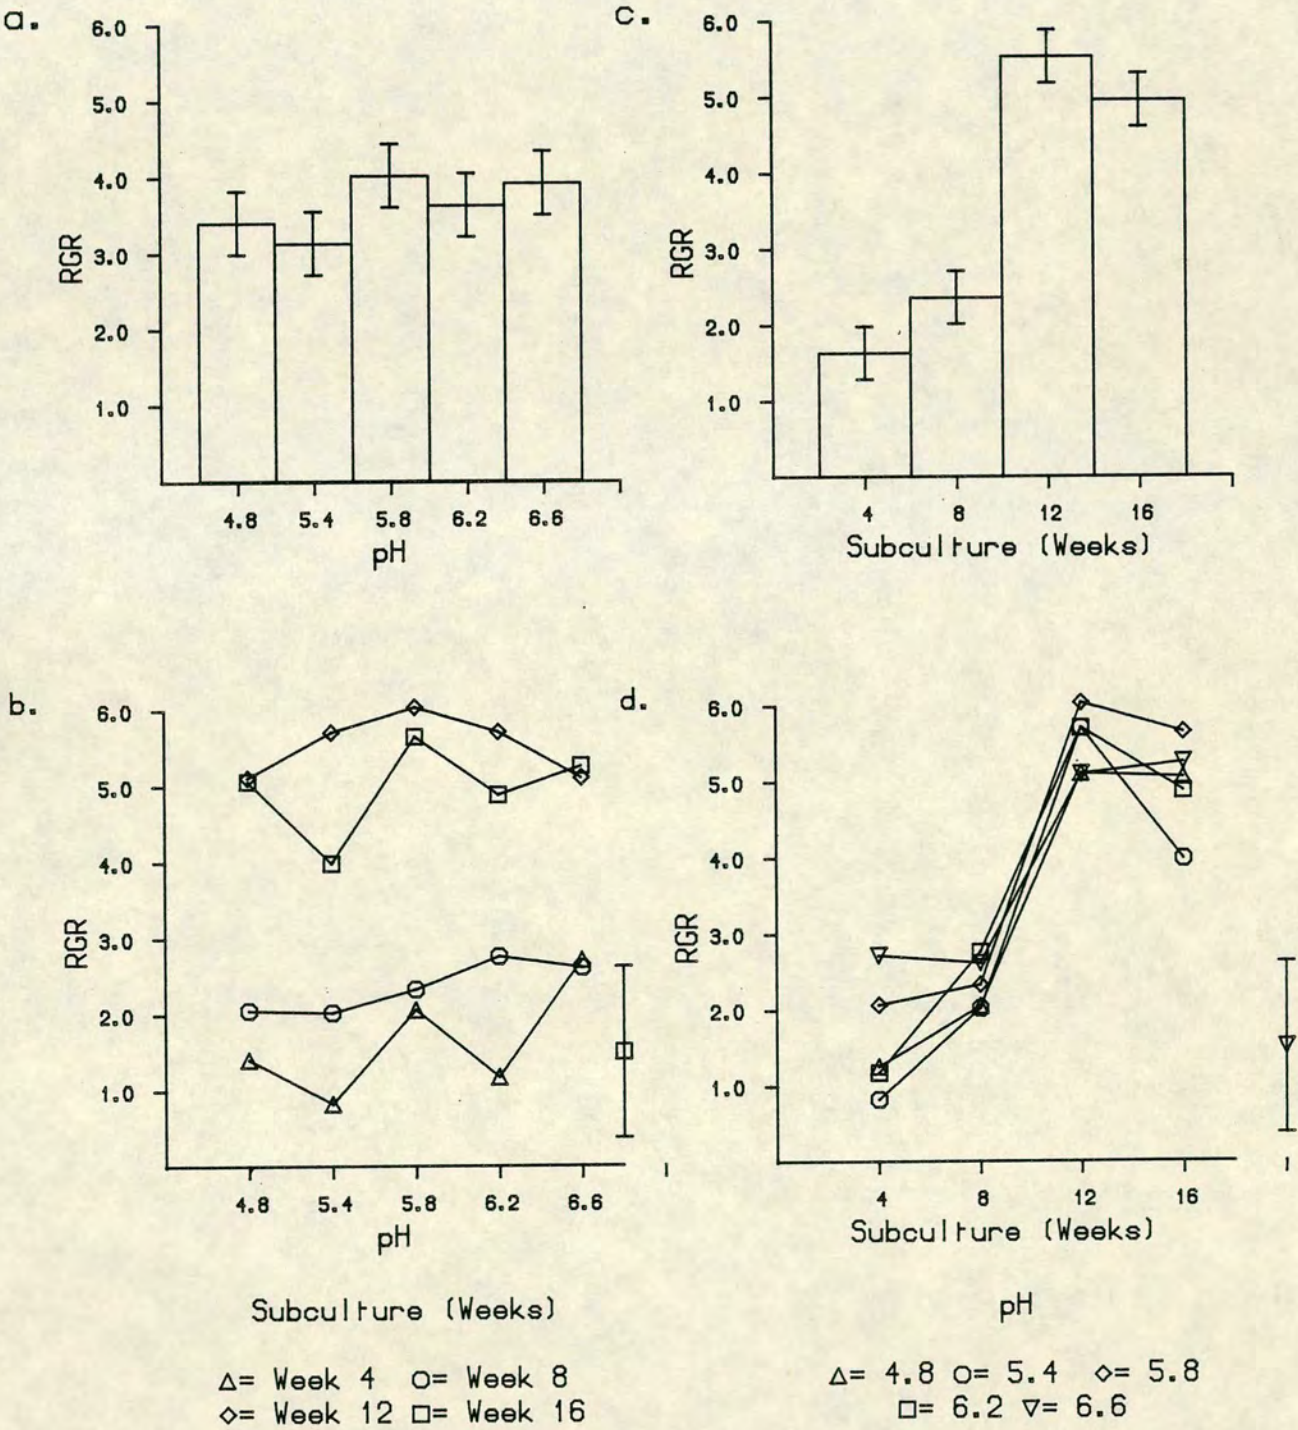 a.
6.0
5.0
4.0
3.0
2.0
1.0
RGR
4.8 5.4 5.8 6.2 6.6
pH
c.
6.0
5.0
4.0
3.0
2.0
1.0
RGR
4 8 12 16
Subculture (Weeks)
b.
6.0
5.0
4.0
3.0
2.0
1.0
RGR
4.8 5.4 5.8 6.2 6.6
pH
Subculture (Weeks)
△= Week 4 ○= Week 8
◇= Week 12 □= Week 16
d.
6.0
5.0
4.0
3.0
2.0
1.0
RGR
4 8 12 16
Subculture (Weeks)
pH
△= 4.8 ○= 5.4 ◇= 5.8
□= 6.2 ▽= 6.6